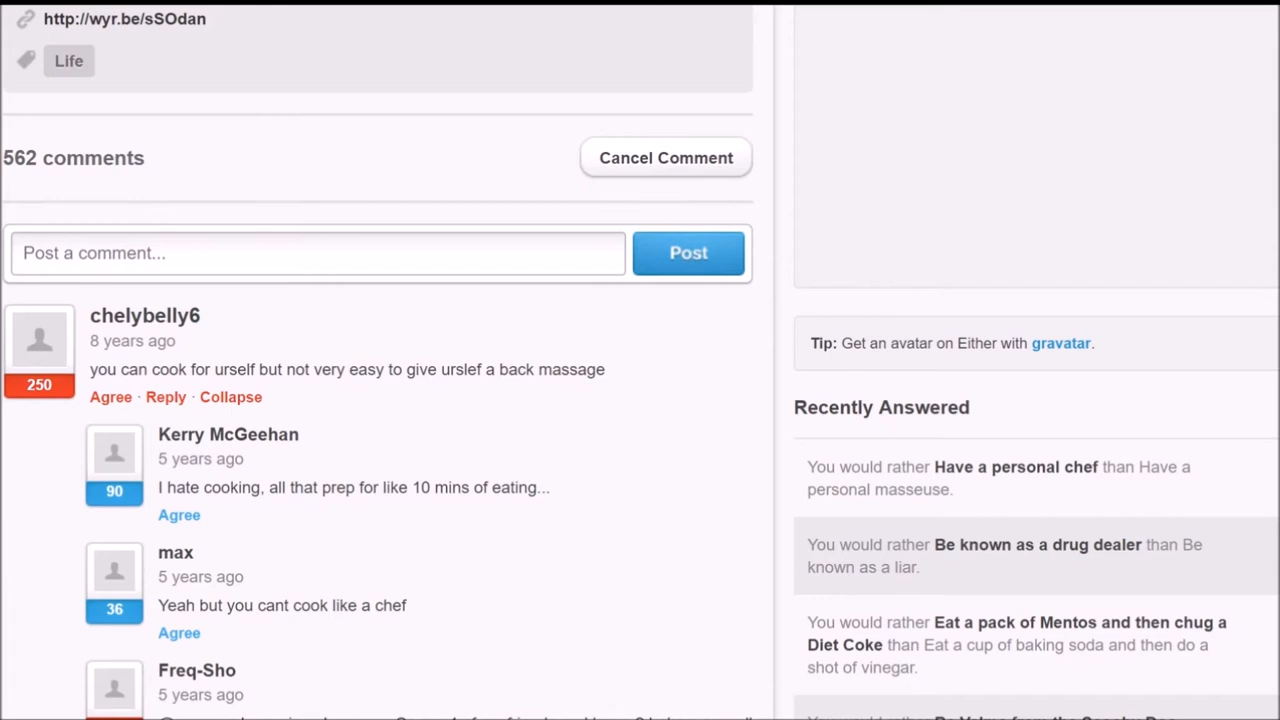 http://wyr.be/sSOdan
Life
562 comments
Cancel Comment
Post a comment...
Post
chelybelly6
8 years ago
you can cook for urself but not very easy to give urslef a back massage
250
Agree · Reply · Collapse
Kerry McGeehan
5 years ago
I hate cooking, all that prep for like 10 mins of eating...
90
Agree
max
5 years ago
Yeah but you cant cook like a chef
36
Agree
Freq-Sho
5 years ago
Tip: Get an avatar on Either with gravatar.
Recently Answered
You would rather Have a personal chef than Have a
personal masseuse.
You would rather Be known as a drug dealer than Be
known as a liar.
You would rather Eat a pack of Mentos and then chug a
Diet Coke than Eat a cup of baking soda and then do a
shot of vinegar.